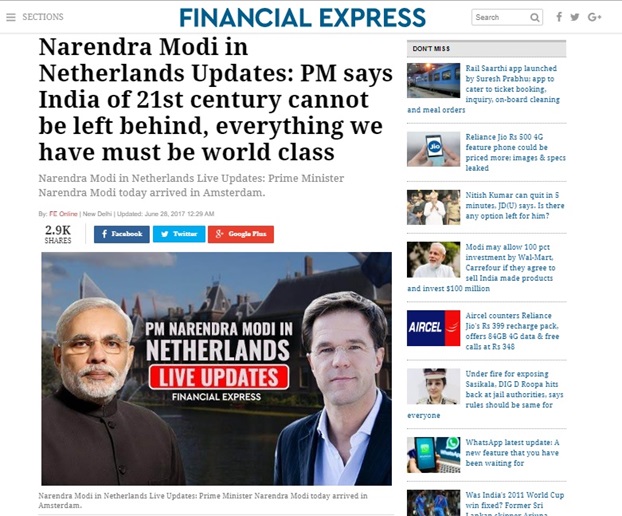 SECTIONS
FINANCIAL EXPRESS
Search
f
G+
Narendra Modi in
Netherlands Updates: PM says
India of 21st century cannot
be left behind, everything we
have must be world class
Narendra Modi in Netherlands Live Updates: Prime Minister
Narendra Modi today arrived in Amsterdam.
By: FE Online | New Delhi | Updated: June 28, 2017 12:29 AM
2.9K
SHARES
f Facebook
Twitter
g+ Google Plus
PM NARENDRA MODI IN
NETHERLANDS
LIVE UPDATES
FINANCIAL EXPRESS
Narendra Modi in Netherlands Live Updates: Prime Minister Narendra Modi today arrived in
Amsterdam.
DON'T MISS
Rail Saarthi app launched
by Suresh Prabhu; app to
cater to ticket booking,
inquiry, on-board cleaning
and meal orders
Jio
Reliance Jio Rs 500 4G
feature phone could be
priced more; images & specs
leaked
Nitish Kumar can quit in 5
minutes, JD(U) says. Is there
any option left for him?
Modi may allow 100 pct
investment by Wal-Mart,
Carrefour if they agree to
sell India made products
and invest $100 million
AIRCEL
Aircel counters Reliance
Jio's Rs 399 recharge pack,
offers 84GB 4G data & free
calls at Rs 348
Under fire for exposing
Sasikala, DIG D Roopa hits
back at jail authorities, says
rules should be same for
everyone
WhatsApp
WhatsApp latest update: A
new feature that you have
been waiting for
Was India's 2011 World Cup
win fixed? Former Sri
Lankan skipper Arjuna